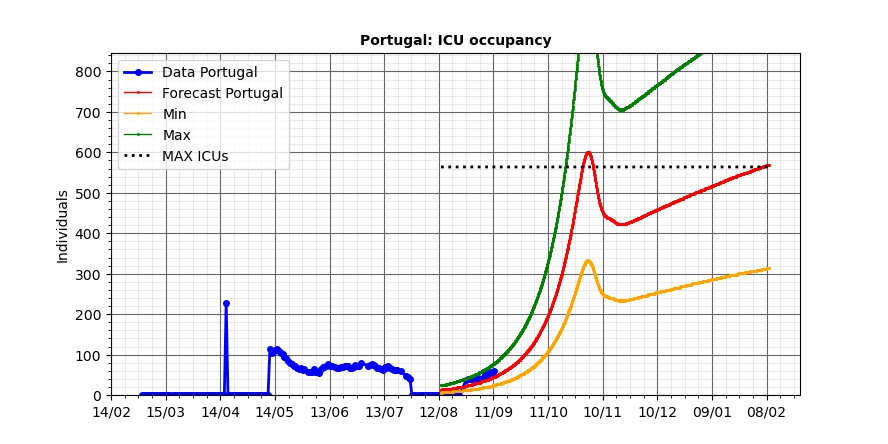 Portugal: ICU occupancy
Data Portugal
Forecast Portugal
Min
Max
MAX ICUs
Individuals
800
700
600
500
400
300
200
100
0
14/02 15/03 14/04 14/05 13/06 13/07 12/08 11/09 11/10 10/11 10/12 09/01 08/02